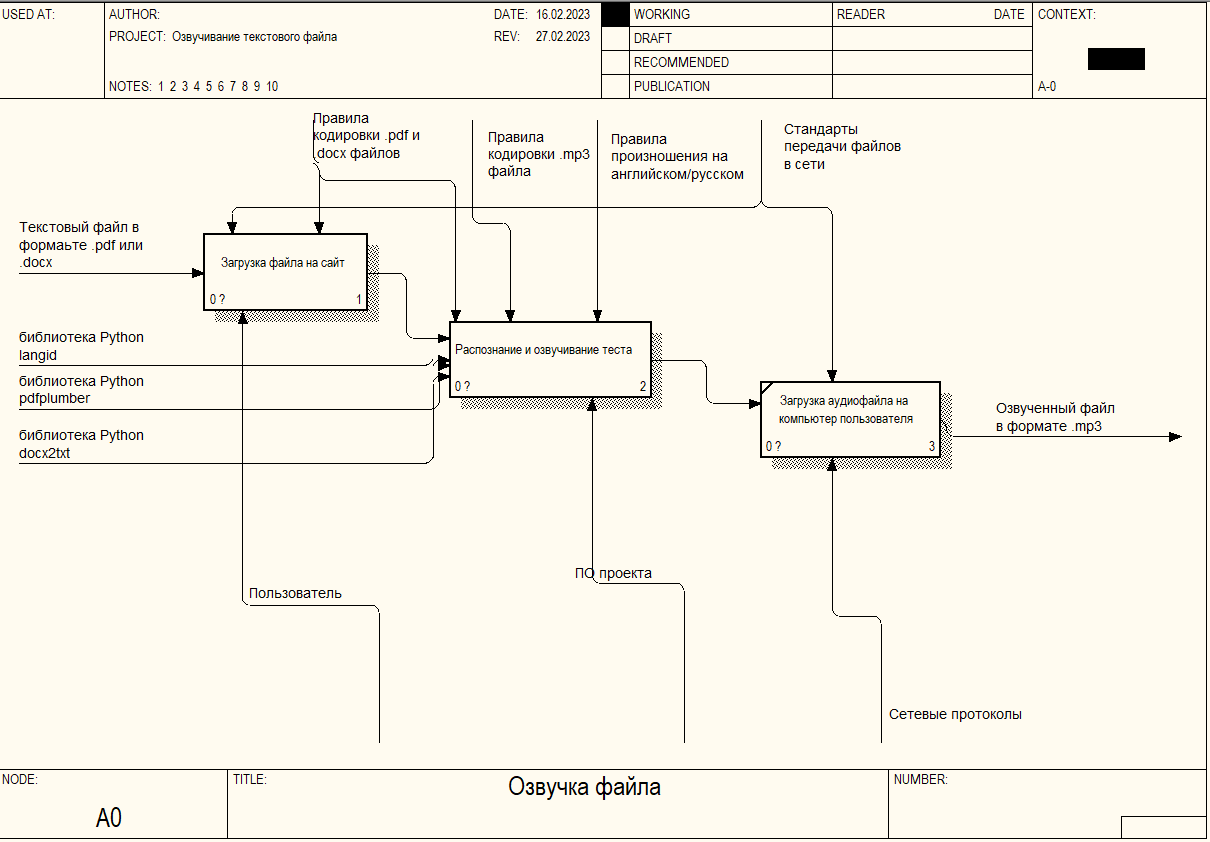 USED AT:
AUTHOR:
DATE: 16.02.2023
PROJECT: Озвучивание текстового файла
REV: 27.02.2023
NOTES: 1 2 3 4 5 6 7 8 9 10
WORKING
DRAFT
RECOMMENDED
PUBLICATION
READER
DATE
CONTEXT:
A-0
Правила
кодировки .pdf и
.docx файлов
Правила
кодировки .mp3
файла
Правила
произношения на
английском/русском
Стандарты
передачи файлов
в сети
Текстовый файл в
формаьте .pdf или
.docx
Загрузка файла на сайт
0 ?
1
библиотека Python
langid
библиотека Python
pdfplumber
библиотека Python
docx2txt
Распознание и озвучивание теста
0 ?
2
Загрузка аудиофайла на
компьютер пользователя
0 ?
3
Озвученный файл
в формате .mp3
ПО проекта
Пользователь
Сетевые протоколы
NODE:
A0
TITLE:
Озвучка файла
NUMBER: